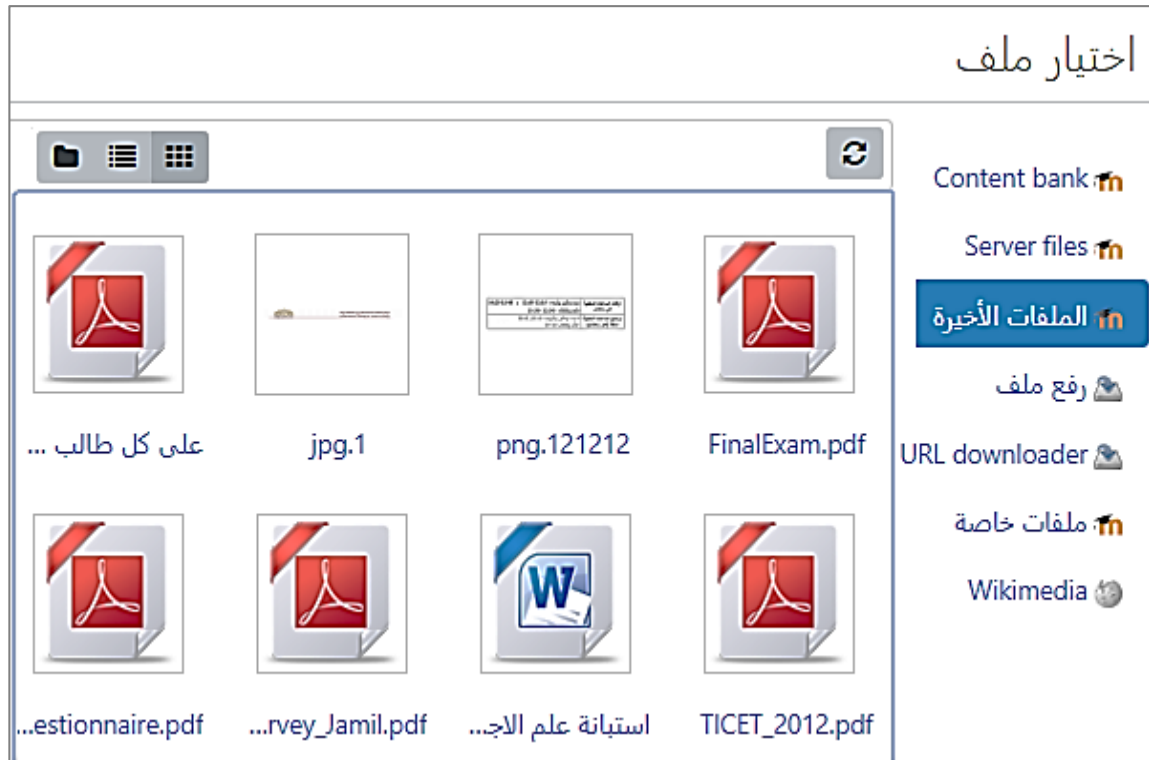 اختيار ملف
Content bank
Server files
الملفات الأخيرة
رفع ملف
URL downloader
ملفات خاصة
Wikimedia
FinalExam.pdf
png.121212
jpg.1
على كل طالب ...
TICET_2012.pdf
استبانة علم الاجـ...
...rvey_Jamil.pdf
...estionnaire.pdf